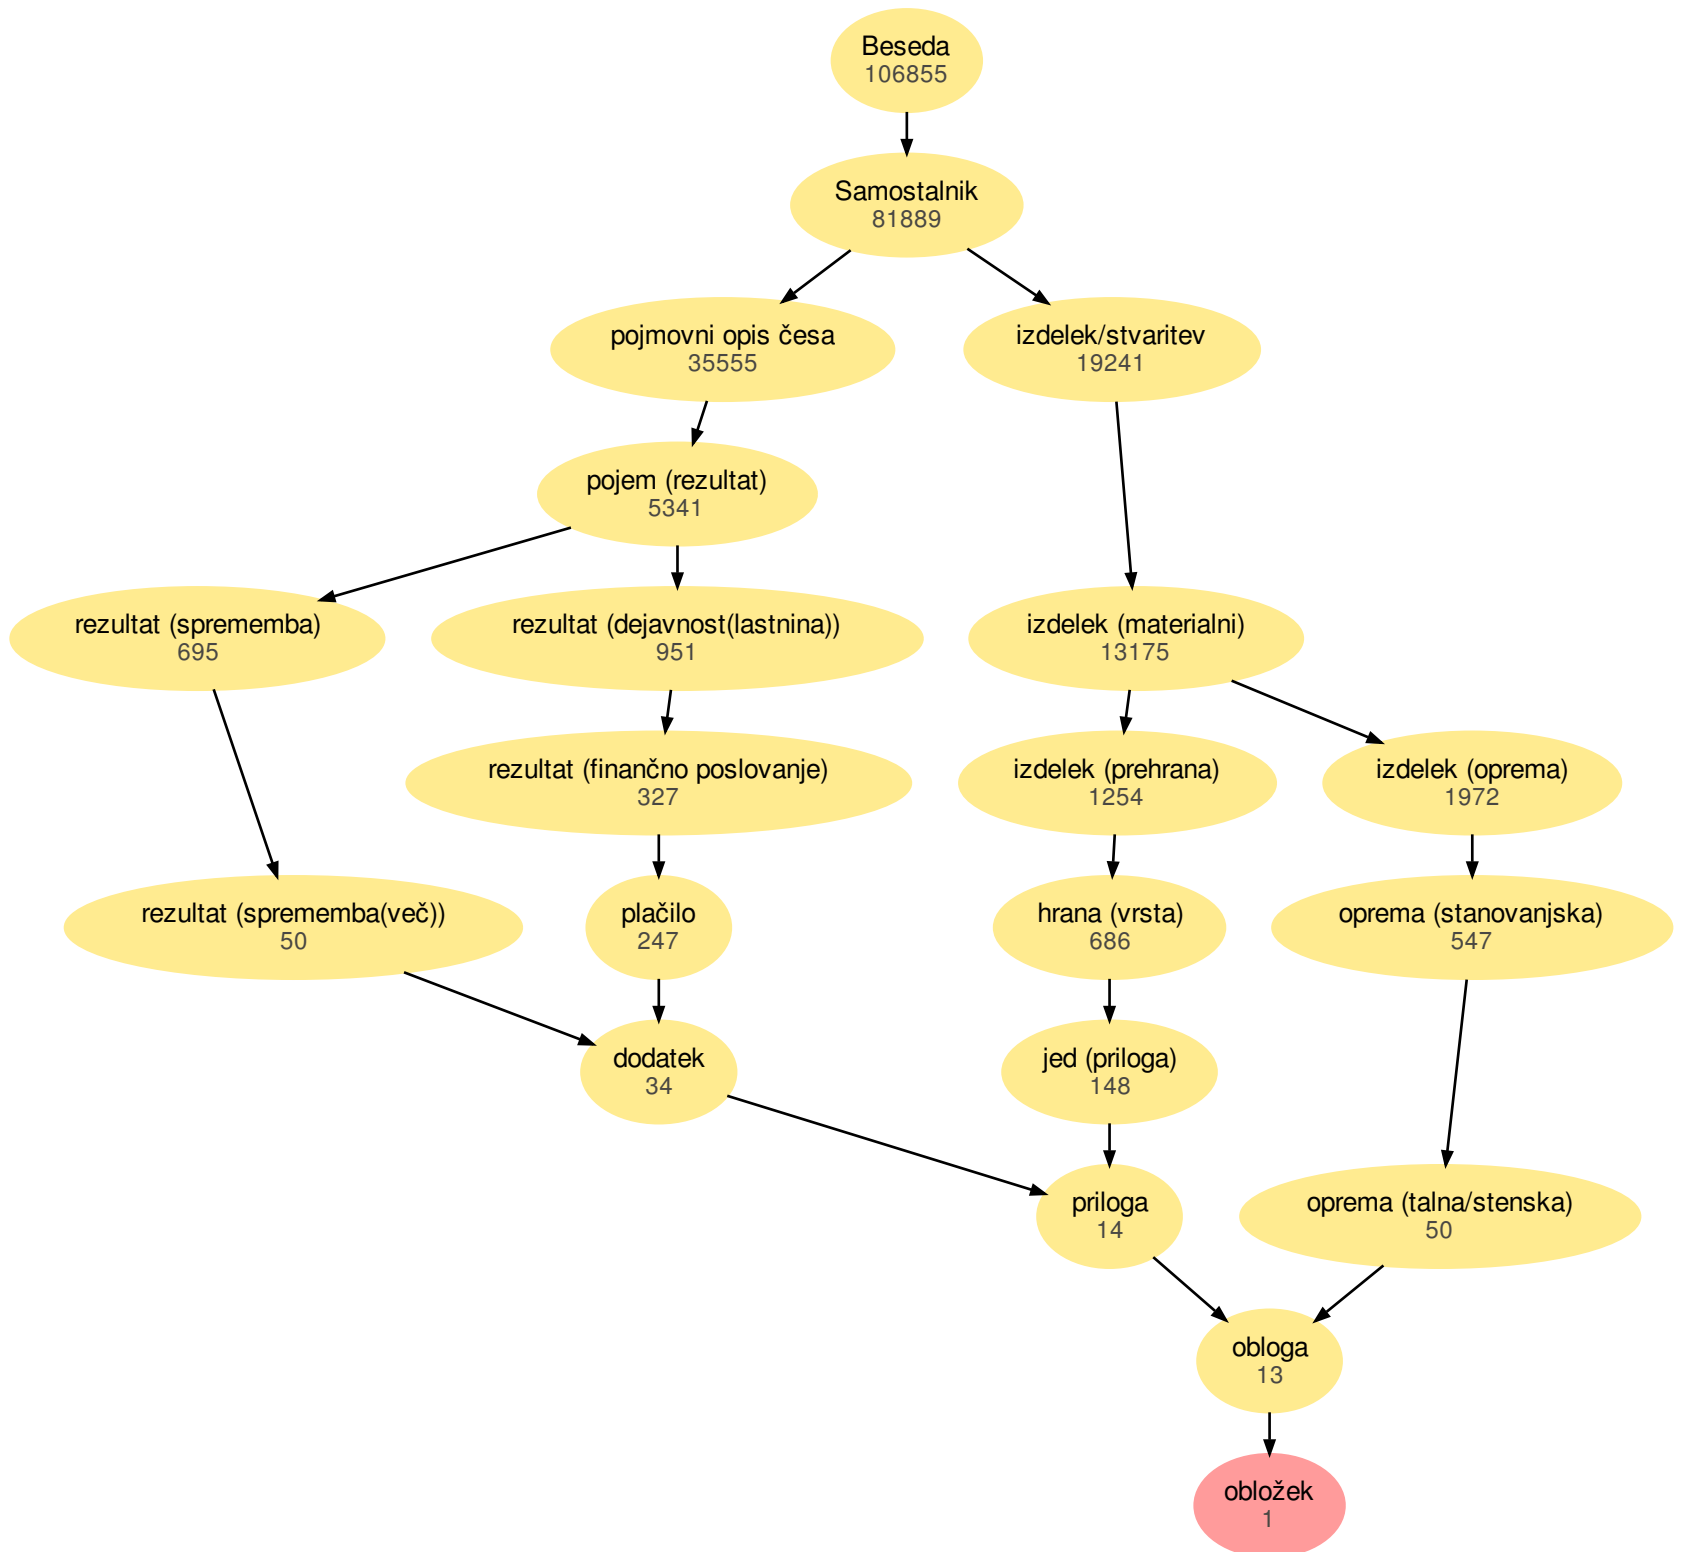 Beseda
106855
Samostalnik
81889
pojmovni opis česa
35555
izdelek/stvaritev
19241
pojem (rezultat)
5341
rezultat (sprememba)
695
rezultat (dejavnost(lastnina))
951
izdelek (materialni)
13175
rezultat (finančno poslovanje)
327
izdelek (prehrana)
1254
izdelek (oprema)
1972
rezultat (sprememba(več))
50
plačilo
247
hrana (vrsta)
686
oprema (stanovanjska)
547
dodatek
34
jed (priloga)
148
priloga
14
oprema (talna/stenska)
50
obloga
13
obložek
1